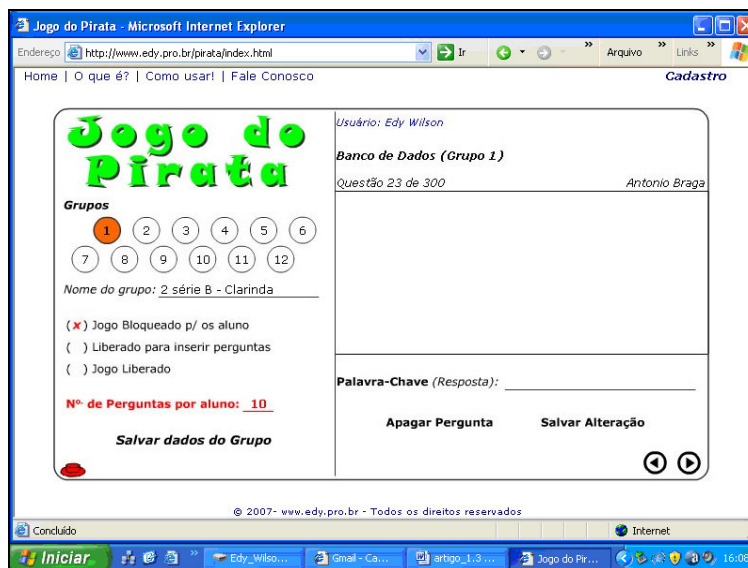 Jogo do Pirata - Microsoft Internet Explorer
Endereço http://www.edy.pro.br/pirata/index.html Ir » Arquivo » Links »
Home | O que é? | Como usar! | Fale Conosco
Cadastro
Jogo do
Pirata
Grupos
1 2 3 4 5 6
7 8 9 10 11 12
Nome do grupo: 2 série B - Clarinda
(x) Jogo Bloqueado p/ os aluno
( ) Liberado para inserir perguntas
( ) Jogo Liberado
Nº. de Perguntas por aluno: 10
Salvar dados do Grupo
Usuário: Edy Wilson
Banco de Dados (Grupo 1)
Questão 23 de 300 Antonio Braga
Palavra-Chave (Resposta):
Apagar Pergunta Salvar Alteração
© 2007- www.edy.pro.br - Todos os direitos reservados
Concluído Internet
Iniciar » Edy_Wilso... Gmail - Ca... artigo_1.3 ... Jogo do Pir... 16:08